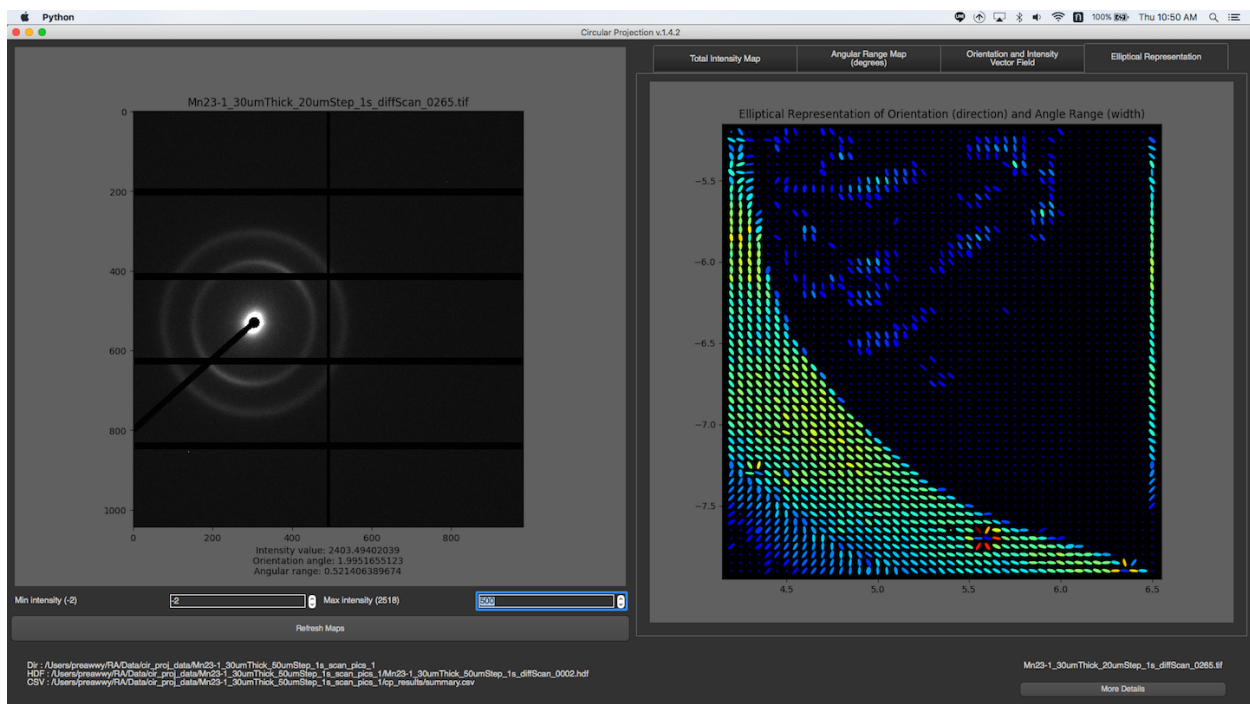 Python
100% Thu 10:50 AM
Circular Projection v.1.4.2
Total Intensity Map
Angular Range Map
(degrees)
Orientation and Intensity
Vector Field
Elliptical Representation
Mn23-1_30umThick_20umStep_1s_diffScan_0265.tif
0
200
400
600
800
1000
0 200 400 600 800
Intensity value: 2403.49402039
Orientation angle: 1.9951655123
Angular range: 0.521406389674
Elliptical Representation of Orientation (direction) and Angle Range (width)
−5.5
−6.0
−6.5
−7.0
−7.5
4.5 5.0 5.5 6.0 6.5
Min intensity (-2) -2 Max intensity (2518) 500
Refresh Maps
Dir : /Users/preawwy/RA/Data/cir_proj_data/Mn23-1_30umThick_50umStep_1s_scan_pics_1
HDF : /Users/preawwy/RA/Data/cir_proj_data/Mn23-1_30umThick_50umStep_1s_scan_pics_1/Mn23-1_30umThick_50umStep_1s_diffScan_0002.hdf
CSV : /Users/preawwy/RA/Data/cir_proj_data/Mn23-1_30umThick_50umStep_1s_scan_pics_1/cp_results/summary.csv
Mn23-1_30umThick_20umStep_1s_diffScan_0265.tif
More Details